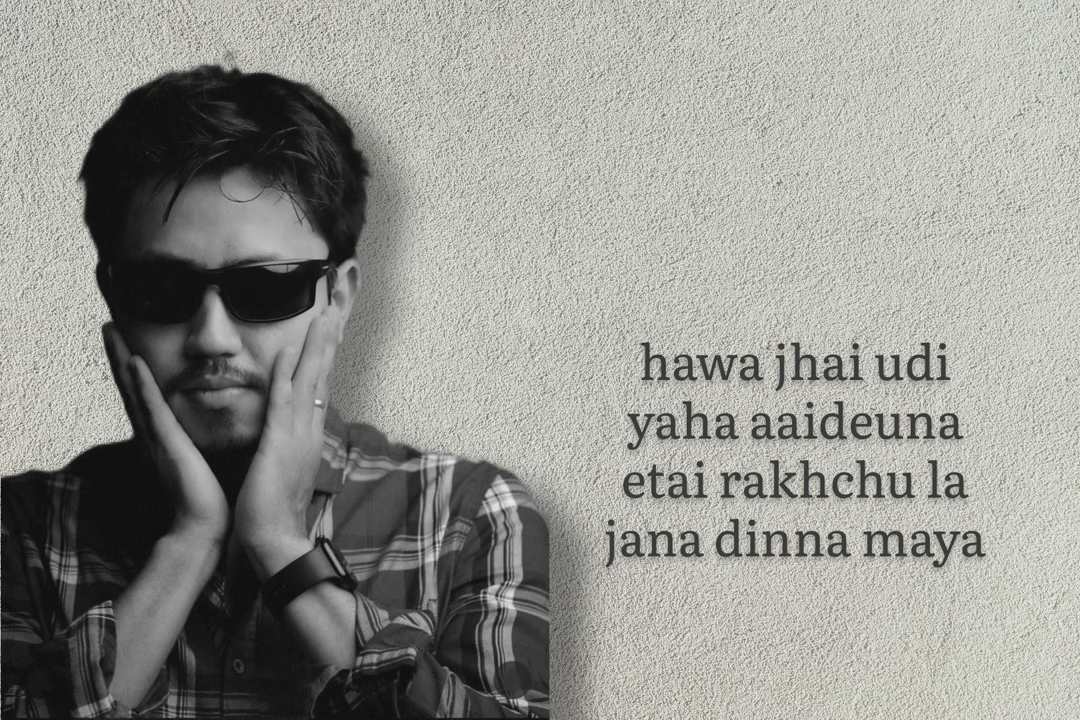 hawa jhai udi
yaha aaideuna
etai rakhchu la
jana dinna maya